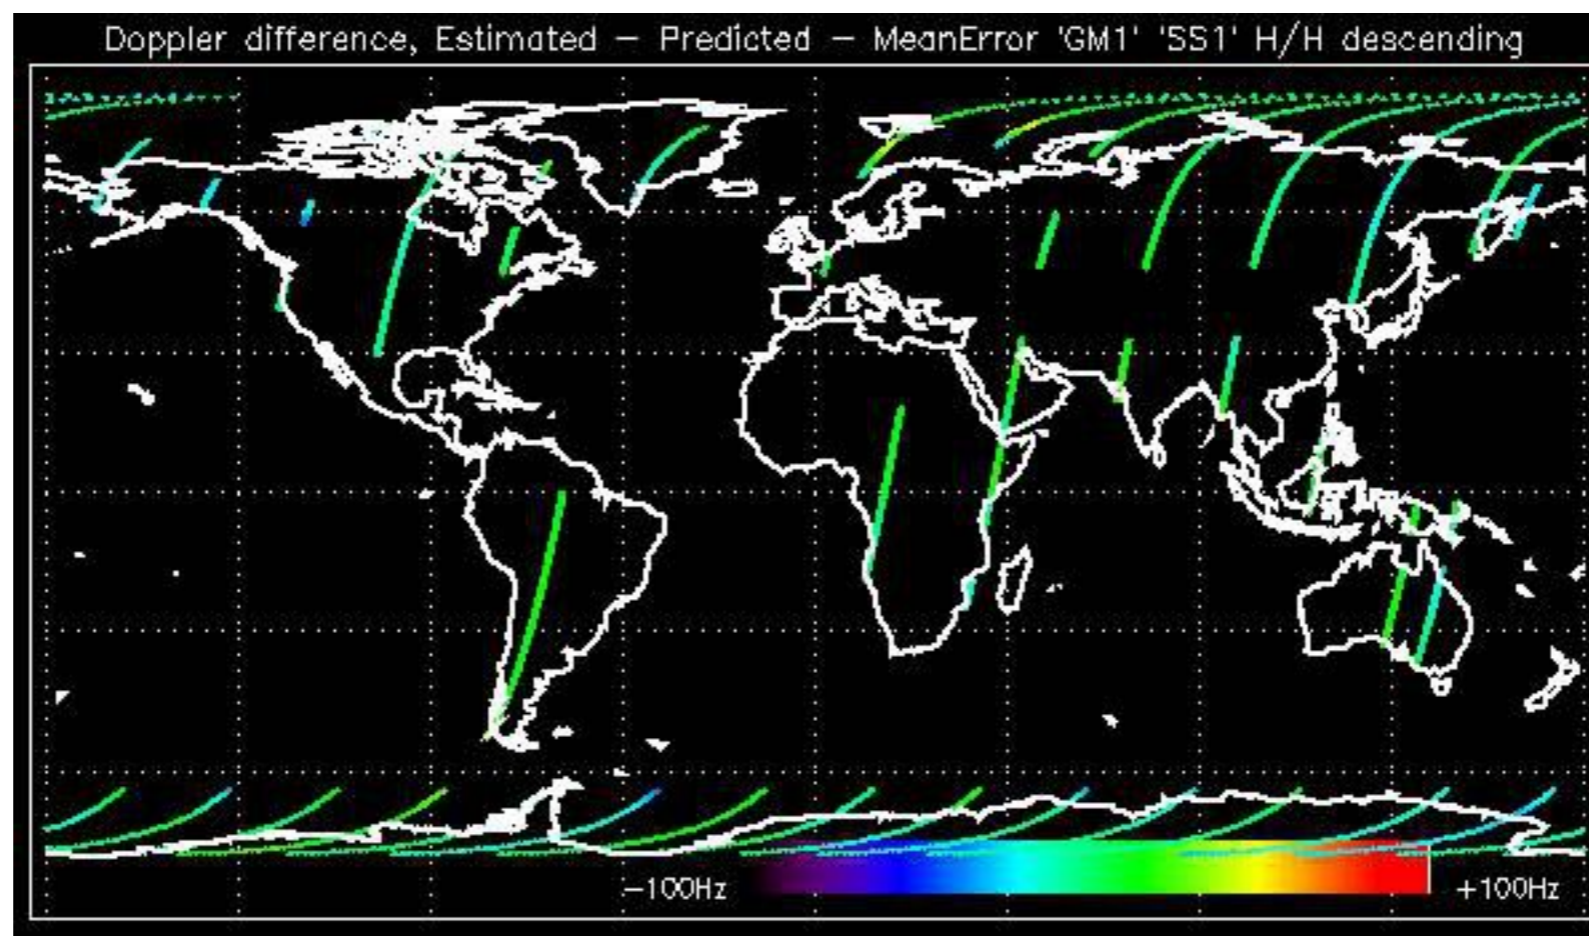 Doppler difference, Estimated – Predicted – MeanError 'GM1' 'SS1' H/H descending
-100Hz
+100Hz